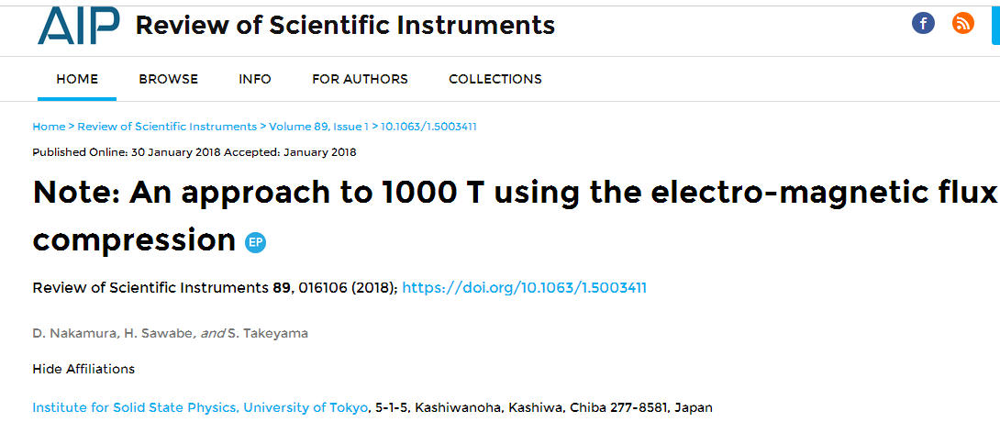 AIP Review of Scientific Instruments
f
HOME BROWSE INFO FOR AUTHORS COLLECTIONS
Home > Review of Scientific Instruments > Volume 89, Issue 1 > 10.1063/1.5003411
Published Online: 30 January 2018 Accepted: January 2018
Note: An approach to 1000 T using the electro-magnetic flux
compression EP
Review of Scientific Instruments 89, 016106 (2018); https://doi.org/10.1063/1.5003411
D. Nakamura, H. Sawabe, and S. Takeyama
Hide Affiliations
Institute for Solid State Physics, University of Tokyo, 5-1-5, Kashiwanoha, Kashiwa, Chiba 277-8581, Japan